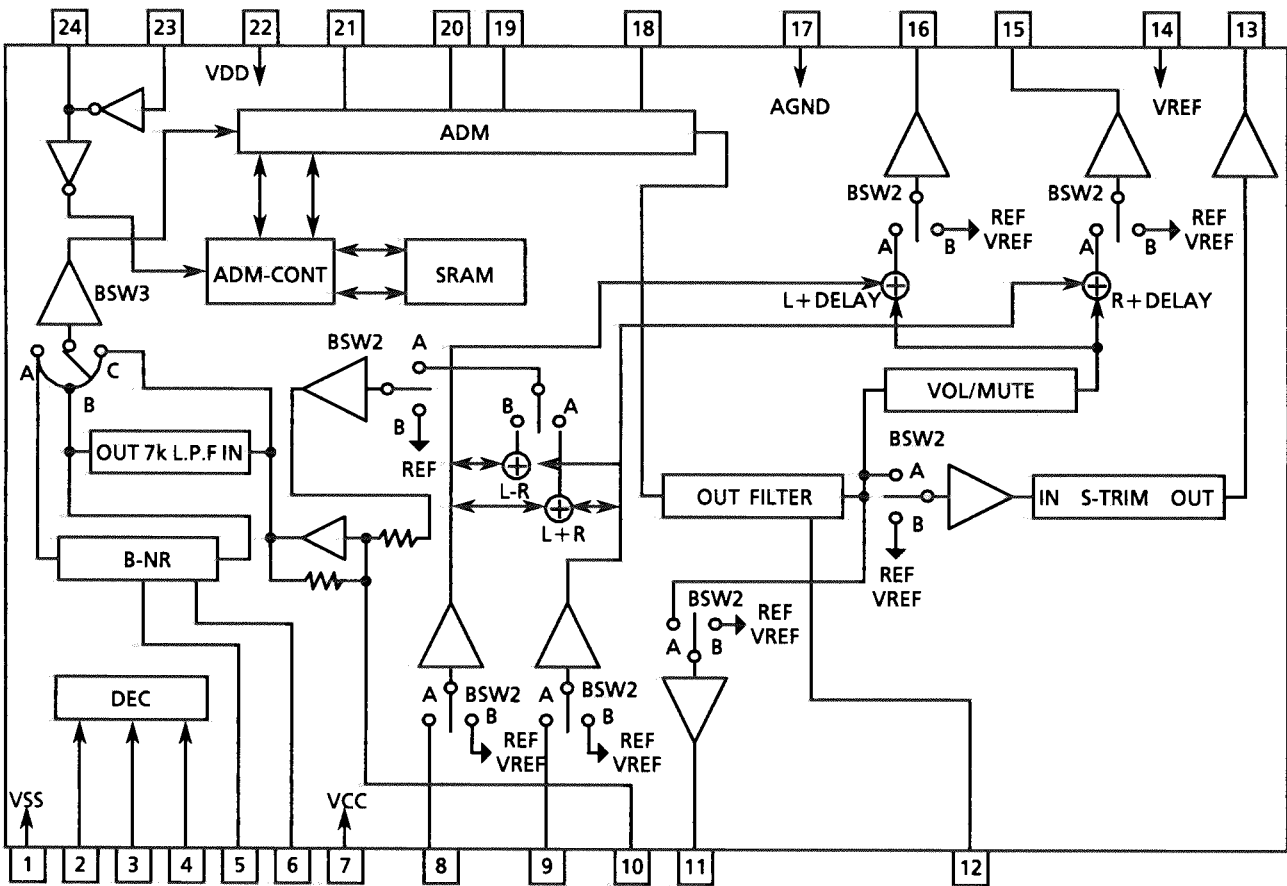 24 23 22 21 20 19 18 17 16 15 14 13
VDD
AGND
VREF
ADM
BSW2
BSW2
REF
VREF
REF
VREF
A
B
A
B
ADM-CONT
SRAM
L+DELAY
R+DELAY
BSW3
A
B
C
BSW2
A
B
REF
B
A
VOL/MUTE
OUT 7k L.P.F IN
BSW2
A
B
REF
VREF
L-R
L+R
OUT FILTER
IN S-TRIM OUT
B-NR
BSW2
A
B
REF
VREF
DEC
A
BSW2
B
REF
VREF
A
BSW2
B
REF
VREF
VSS
VCC
1 2 3 4 5 6 7 8 9 10 11 12